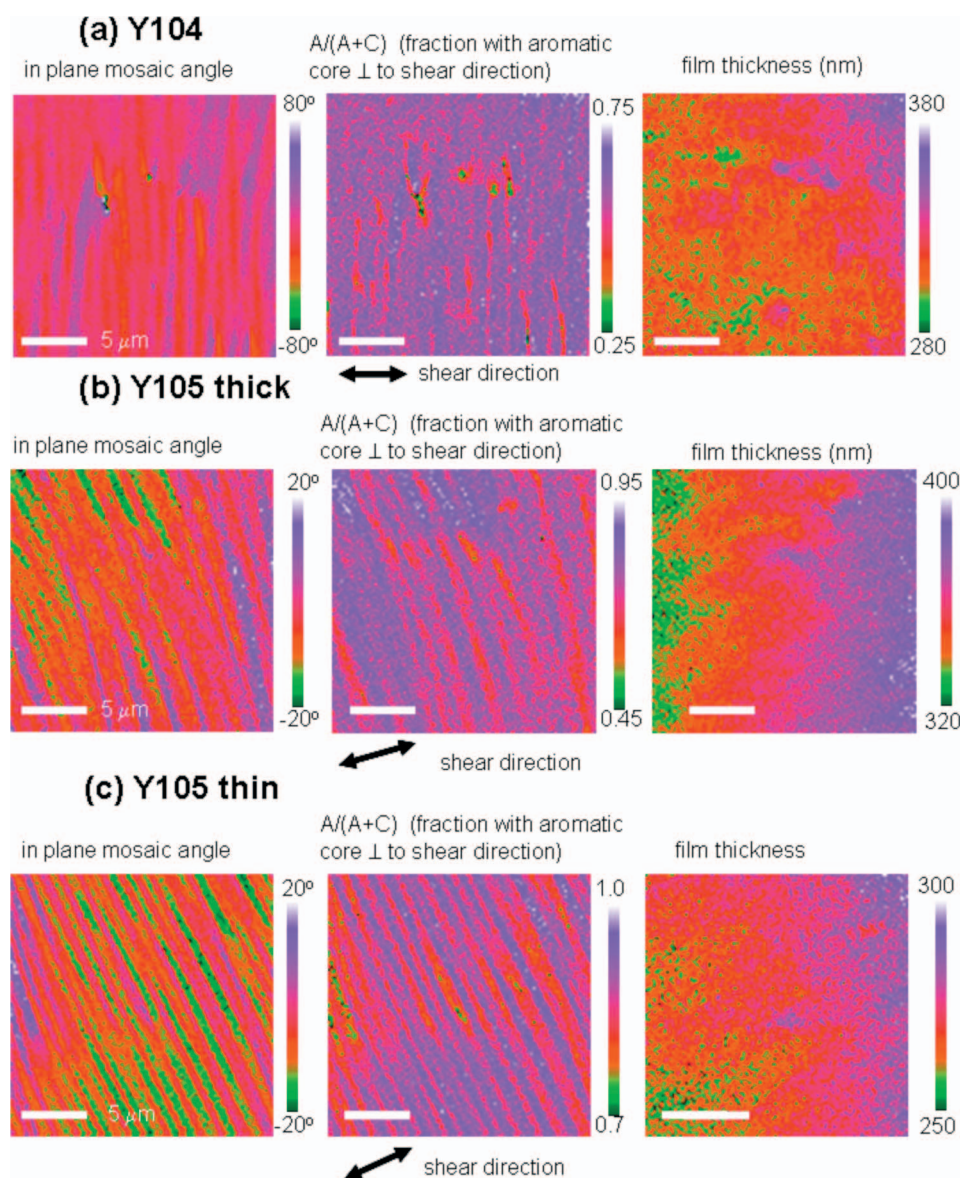 (a) Y104
in plane mosaic angle
A/(A+C) (fraction with aromatic
core ⊥ to shear direction)
film thickness (nm)
80º
0.75
380
5 μm
-80º
0.25
280
shear direction
(b) Y105 thick
in plane mosaic angle
A/(A+C) (fraction with aromatic
core ⊥ to shear direction)
film thickness (nm)
20º
0.95
400
5 μm
-20º
0.45
320
shear direction
(c) Y105 thin
in plane mosaic angle
A/(A+C) (fraction with aromatic
core ⊥ to shear direction)
film thickness
20º
1.0
300
5 μm
-20º
0.7
250
shear direction